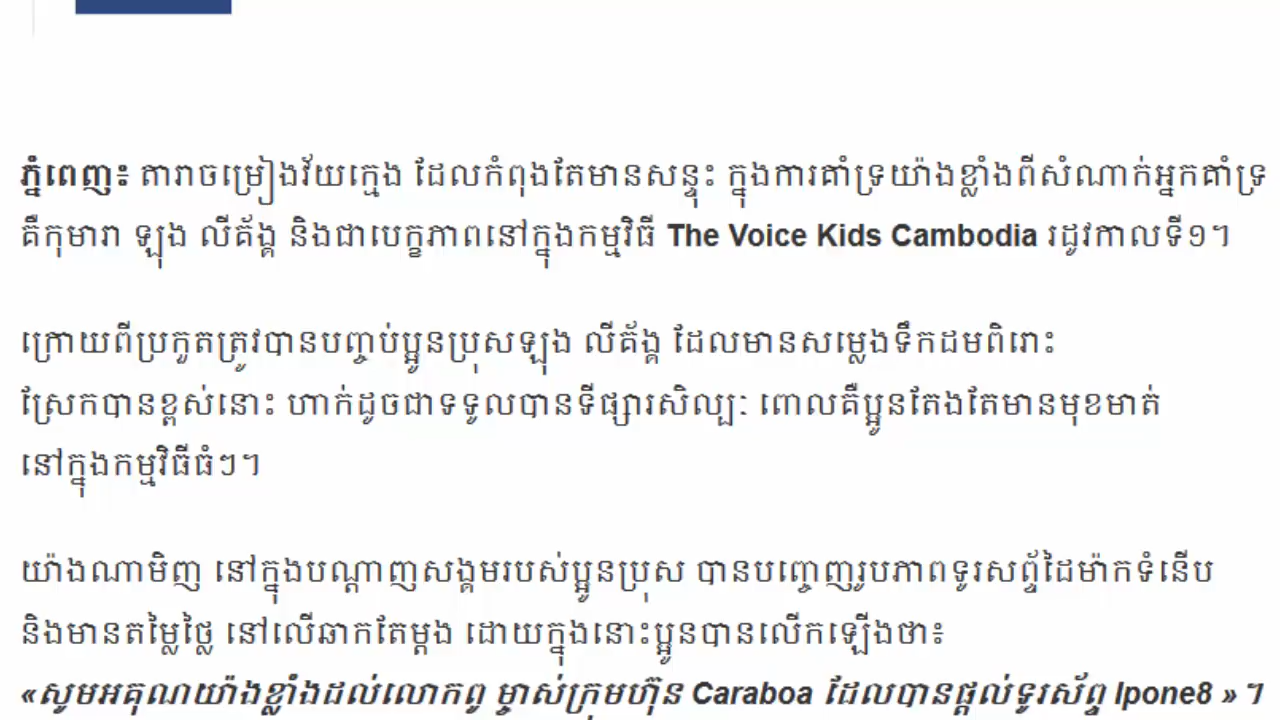 ភ្នំពេញ៖ តារាចម្រៀងវ័យក្មេង ដែលកំពុងតែមានសន្ទុះ ក្នុងការគាំទ្រយ៉ាងខ្លាំងពីសំណាក់អ្នកគាំទ្រ
គឺកុមារា ឡុង លីគ័ង្គ និងជាបេក្ខភាពនៅក្នុងកម្មវិធី The Voice Kids Cambodia រដូវកាលទី១។
ក្រោយពីប្រកួតត្រូវបានបញ្ចប់ប្អូនប្រុសឡុង លីគ័ង្គ ដែលមានសម្លេងទឹកដមពិរោះ
ស្រែកបានខ្ពស់នោះ ហាក់ដូចជាទទូលបានទីផ្សារសិល្បៈ ពោលគឺប្អូនតែងតែមានមុខមាត់
នៅក្នុងកម្មវិធីធំៗ។
យ៉ាងណាមិញ នៅក្នុងបណ្តាញសង្គមរបស់ប្អូនប្រុស បានបញ្ចេញរូបភាពទូរសព្ទ័ដៃម៉ាកទំនើប
និងមានតម្លៃថ្លៃ នៅលើឆាកតែម្តង ដោយក្នុងនោះប្អូនបានលើកឡើងថា៖
«សូមអគុណយ៉ាងខ្លាំងដល់លោកពូ ម្ចាស់ក្រុមហ៊ុន Caraboa ដែលបានផ្តល់ទូរស័ព្ទ Ipone8 »។